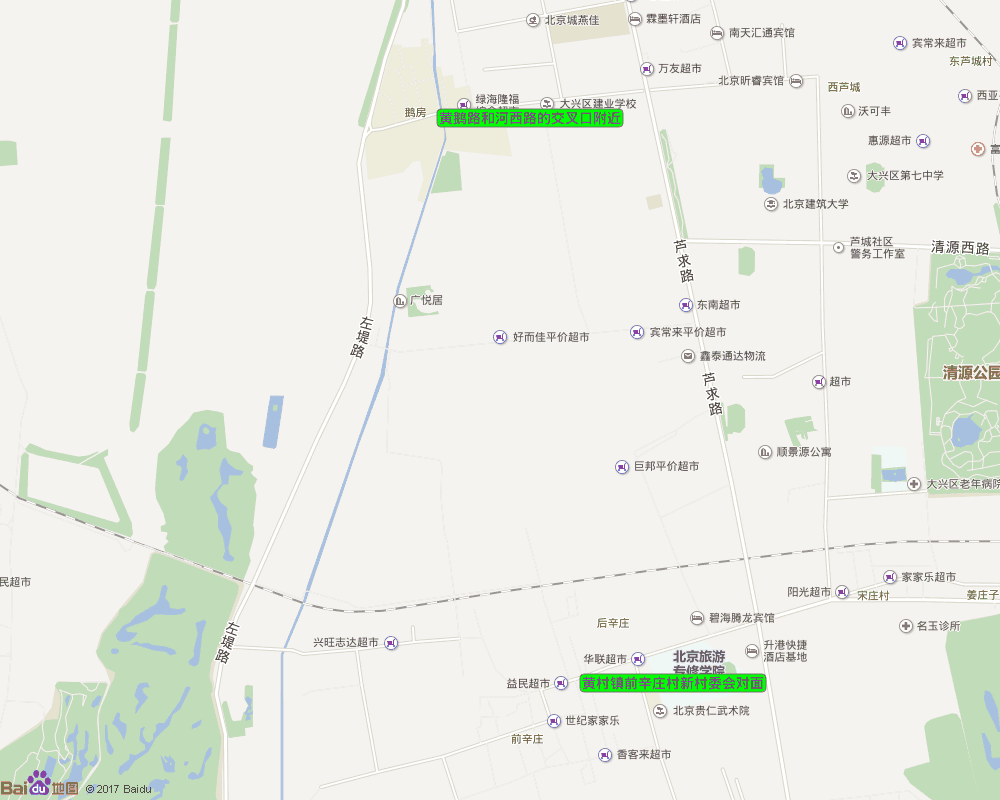 北京城燕佳
霖墨轩酒店
南天汇通宾馆
宾常来超市
东芦城村
万友超市
北京昕睿宾馆
西芦城
西亚
绿海隆福
大兴区建业学校
鹅房
沃可丰
黄鹅路和河西路的交叉口附近
惠源超市
富
大兴区第七中学
北京建筑大学
芦城社区
警务工作室
清源西路
芦求路
广悦居
东南超市
左堤路
好而佳平价超市
宾常来平价超市
鑫泰通达物流
清源公园
芦求路
超市
顺景源公寓
巨邦平价超市
大兴区老年病院
民超市
家家乐超市
阳光超市
宋庄村
姜庄子
碧海腾龙宾馆
后辛庄
名玉诊所
左堤路
兴旺志达超市
升港快捷
酒店基地
华联超市
北京旅游
专修学院
益民超市
黄村镇前辛庄村新村委会对面
北京贵仁武术院
世纪家家乐
前辛庄
香客来超市
Bai du 地图 © 2017 Baidu